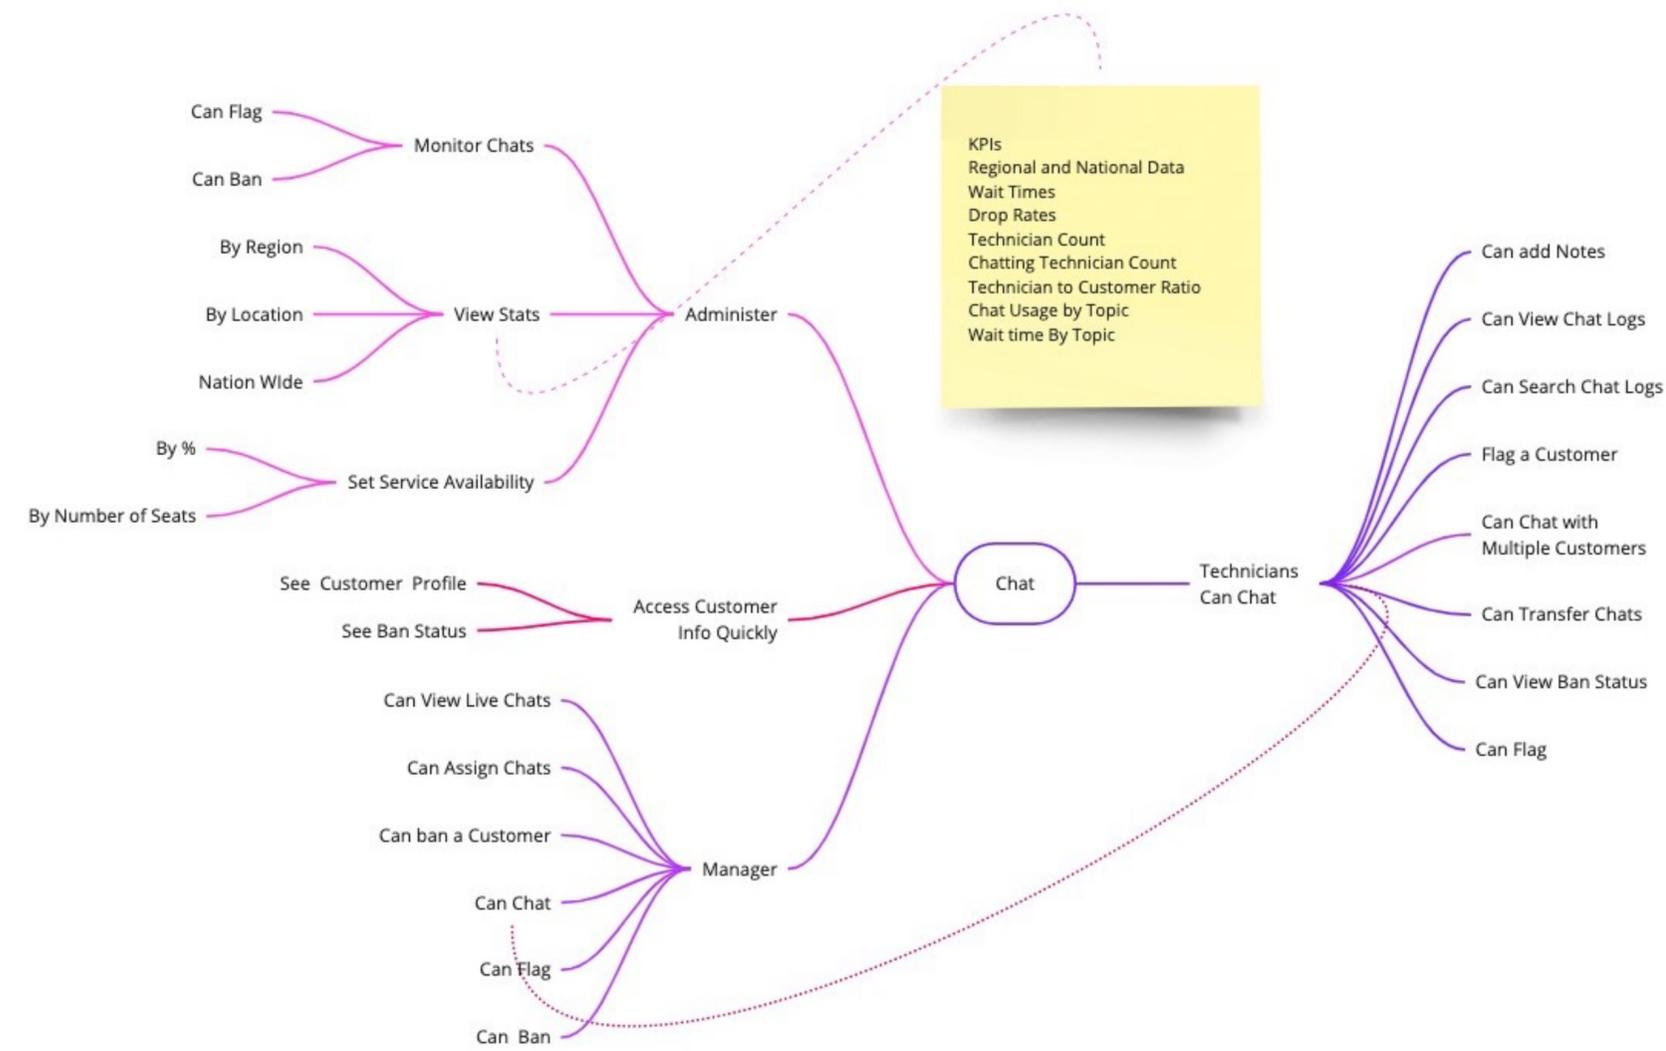 Can Flag
Can Ban
Monitor Chats
By Region
By Location
Nation WIde
View Stats
By %
By Number of Seats
Set Service Availability
Administer
KPIs
Regional and National Data
Wait Times
Drop Rates
Technician Count
Chatting Technician Count
Technician to Customer Ratio
Chat Usage by Topic
Wait time By Topic
See Customer Profile
See Ban Status
Access Customer
Info Quickly
Can View Live Chats
Can Assign Chats
Can ban a Customer
Can Chat
Can Flag
Can Ban
Manager
Chat
Technicians
Can Chat
Can add Notes
Can View Chat Logs
Can Search Chat Logs
Flag a Customer
Can Chat with
Multiple Customers
Can Transfer Chats
Can View Ban Status
Can Flag